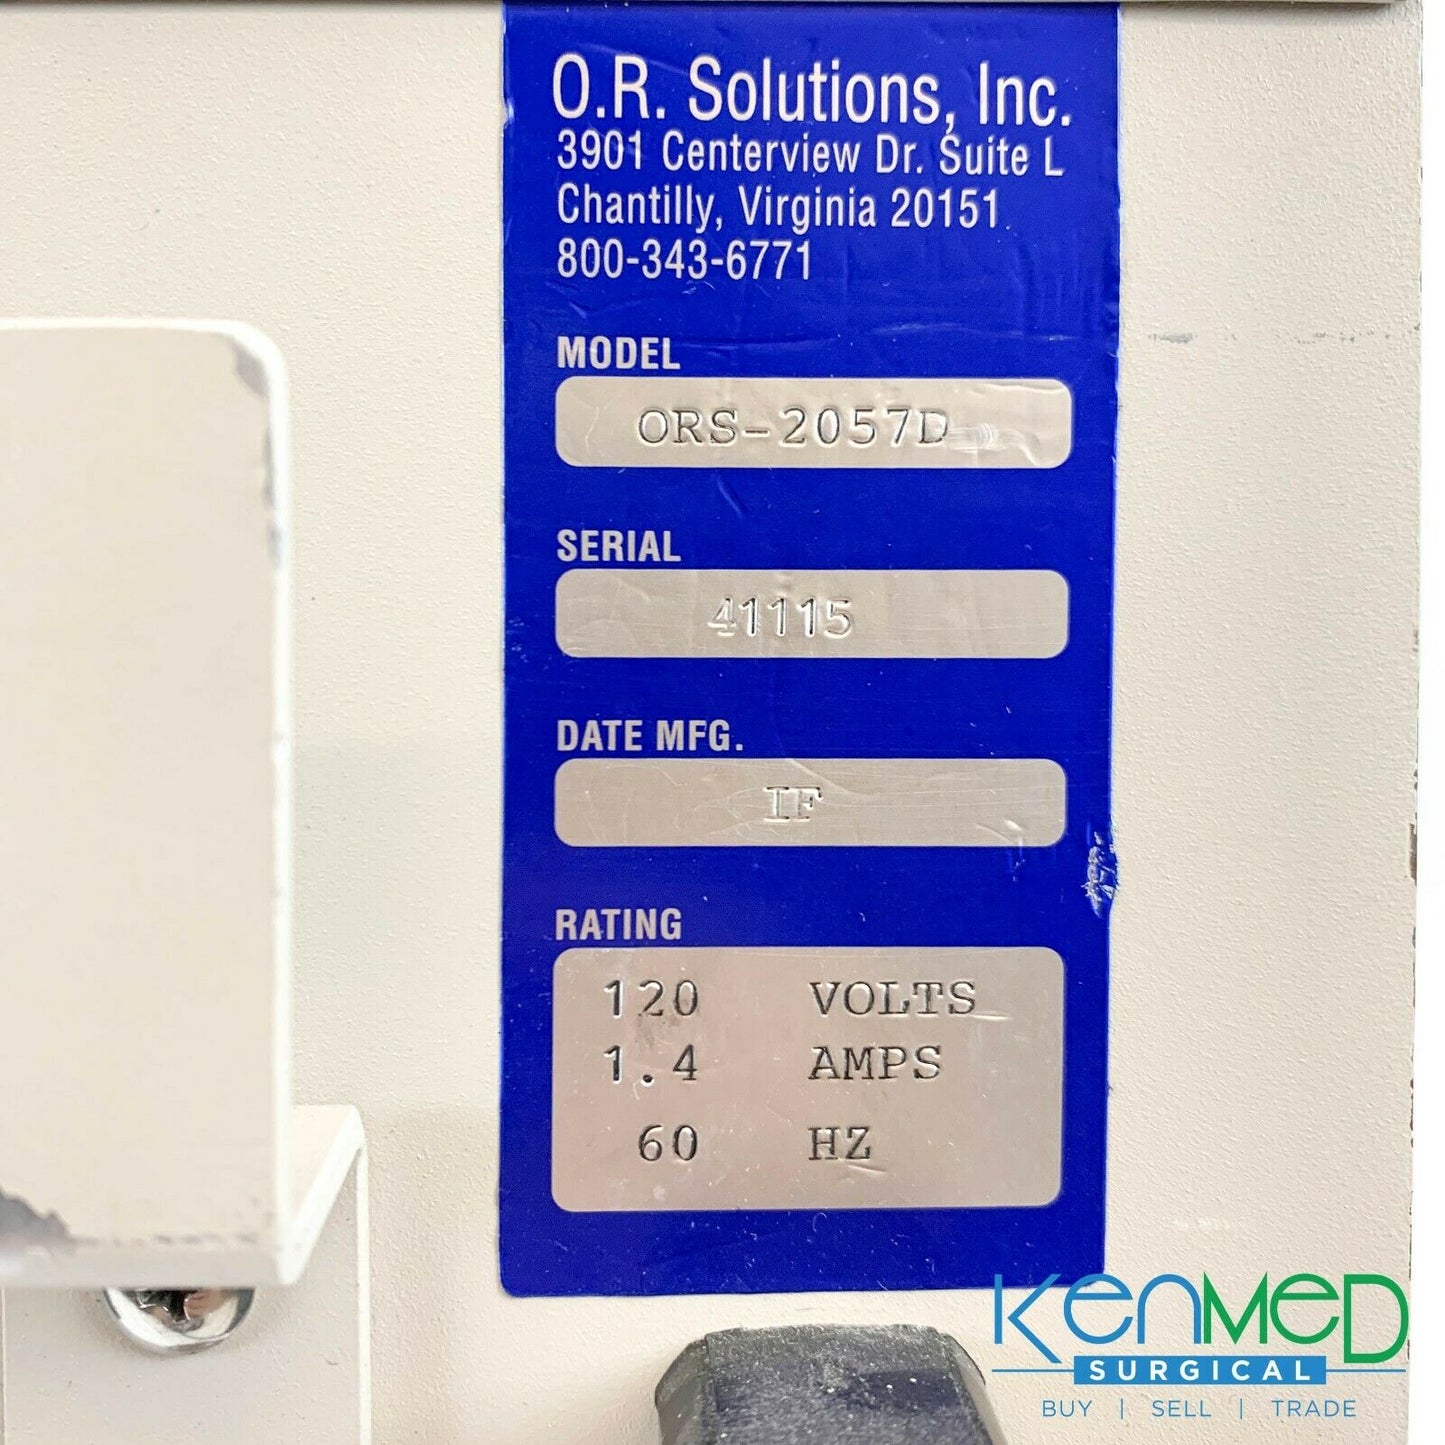 O.R. Solutions, Inc.
3901 Centerview Dr. Suite L
Chantilly, Virginia 20151
800-343-6771
MODEL
ORS-2057D
SERIAL
41115
DATE MFG.
IF
RATING
120 VOLTS
1.4 AMPS
60 HZ
KENMED
SURGICAL
BUY | SELL | TRADE